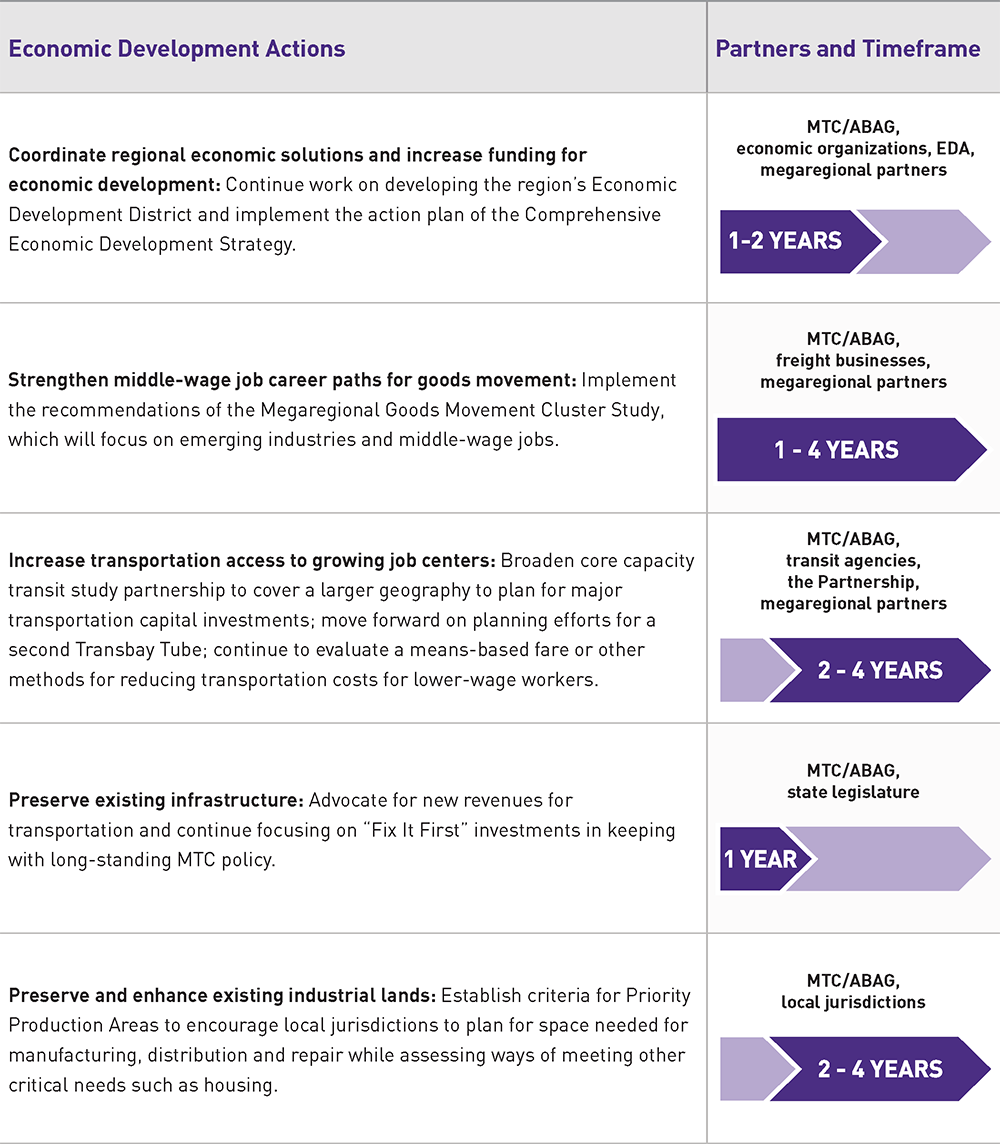 Economic Development Actions
Partners and Timeframe
Coordinate regional economic solutions and increase funding for
economic development: Continue work on developing the region’s Economic
Development District and implement the action plan of the Comprehensive
Economic Development Strategy.
MTC/ABAG,
economic organizations, EDA,
megaregional partners
1–2 YEARS
Strengthen middle-wage job career paths for goods movement: Implement
the recommendations of the Megaregional Goods Movement Cluster Study,
which will focus on emerging industries and middle-wage jobs.
MTC/ABAG,
freight businesses,
megaregional partners
1 - 4 YEARS
Increase transportation access to growing job centers: Broaden core capacity
transit study partnership to cover a larger geography to plan for major
transportation capital investments; move forward on planning efforts for a
second Transbay Tube; continue to evaluate a means-based fare or other
methods for reducing transportation costs for lower-wage workers.
MTC/ABAG,
transit agencies,
the Partnership,
megaregional partners
2 - 4 YEARS
Preserve existing infrastructure: Advocate for new revenues for
transportation and continue focusing on “Fix It First” investments in keeping
with long-standing MTC policy.
MTC/ABAG,
state legislature
1 YEAR
Preserve and enhance existing industrial lands: Establish criteria for Priority
Production Areas to encourage local jurisdictions to plan for space needed for
manufacturing, distribution and repair while assessing ways of meeting other
critical needs such as housing.
MTC/ABAG,
local jurisdictions
2 - 4 YEARS